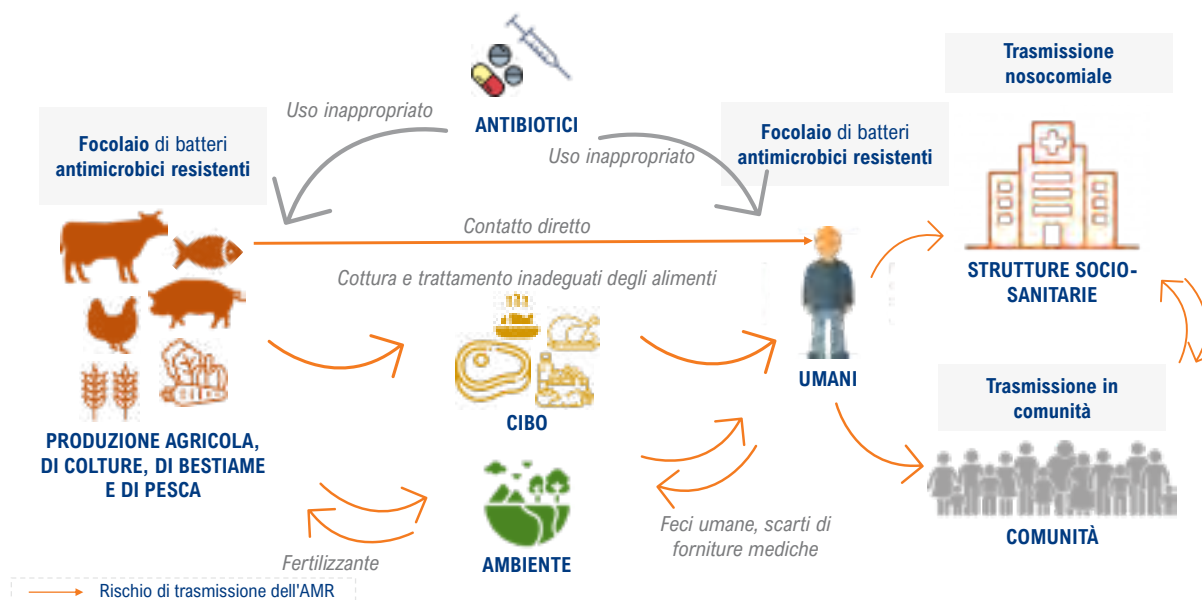 Trasmissione
nosocomiale
Uso inappropriato
ANTIBIOTICI
Focolaio di batteri
antimicrobici resistenti
Uso inappropriato
Focolaio di batteri
antimicrobici resistenti
Contatto diretto
Cottura e trattamento inadeguati degli alimenti
STRUTTURE SOCIO-
SANITARIE
UMANI
Trasmissione in
comunità
CIBO
PRODUZIONE AGRICOLA,
DI COLTURE, DI BESTIAME
E DI PESCA
Feci umane, scarti di
forniture mediche
COMUNITÀ
Fertilizzante
AMBIENTE
Rischio di trasmissione dell'AMR